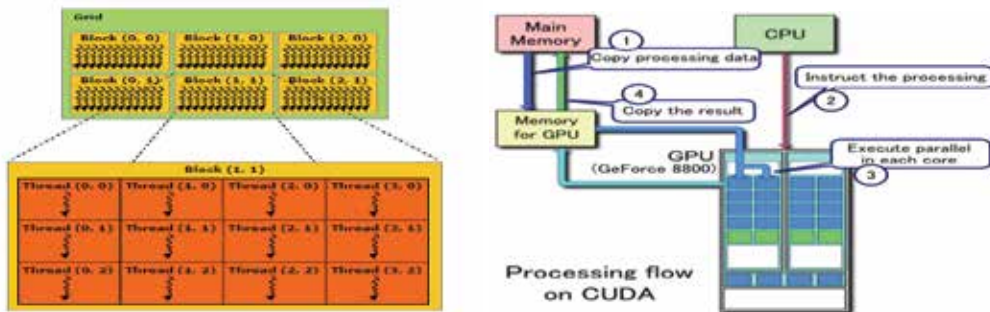 Grid
Block (0, 0) Block (1, 0) Block (2, 0)
Block (0, 1) Block (1, 1) Block (2, 1)
Block (1, 1)
Thread (0, 0) Thread (1, 0) Thread (2, 0) Thread (3, 0)
Thread (0, 1) Thread (1, 1) Thread (2, 1) Thread (3, 1)
Thread (0, 2) Thread (1, 2) Thread (2, 2) Thread (3, 2)
Main
Memory
CPU
1
Copy processing data
Instruct the processing
2
4
Copy the result
Memory
for GPU
GPU
(GeForce 8800)
Execute parallel
in each core
3
Processing flow
on CUDA